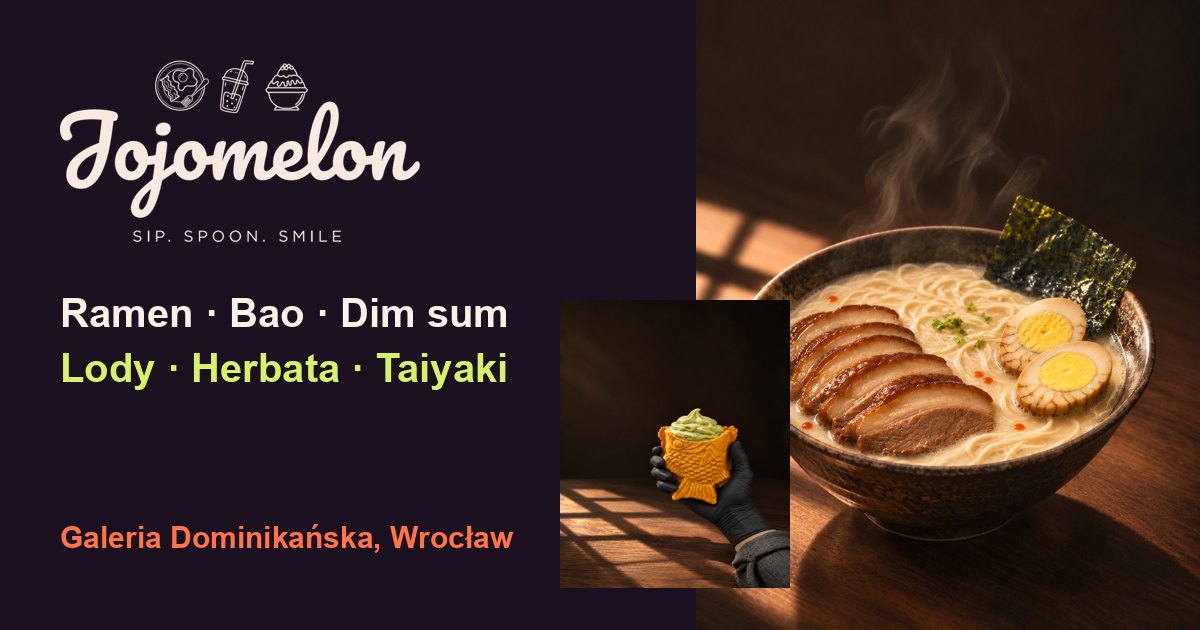 Jojomelon
SIP. SPOON. SMILE
Ramen · Bao · Dim sum
Lody · Herbata · Taiyaki
Galeria Dominikańska, Wrocław